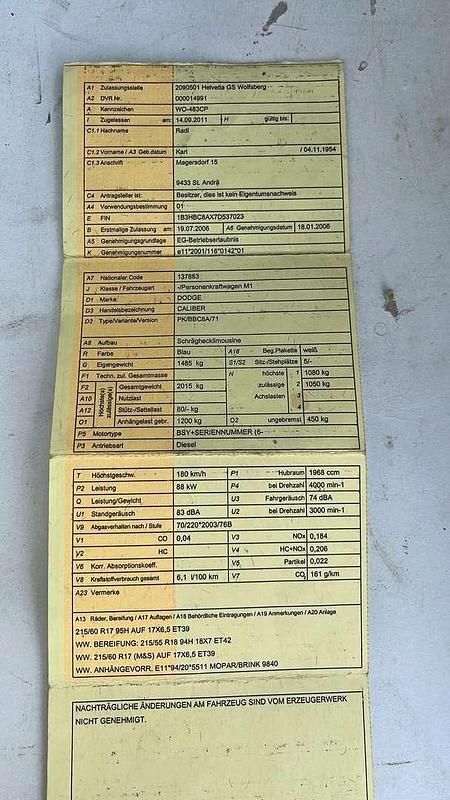 A1 Zulassungsstelle 2090501 Helvetia GS Wolfsberg
A2 DVR Nr. 000014991
A Kennzeichen WO-483CP
I Zugelassen am: 14.09.2011 H gültig bis:
C1.1 Nachname Radl
C1.2 Vorname / A3 Geb.datum Karl / 04.11.1954
C1.3 Anschrift Magersdorf 15
9433 St. Andrä
C4 Antragsteller ist: Besitzer, dies ist kein Eigentumsnachweis
A4 Verwendungsbestimmung 01
E FIN 1B3HBC8AX7D537023
B Erstmalige Zulassung am: 19.07.2006 A6 Genehmigungsdatum 18.01.2006
A5 Genehmigungsgrundlage EG-Betriebserlaubnis
K Genehmigungsnummer e11*2001/116*0142*01
A7 Nationaler Code 137883
J Klasse / Fahrzeugart -/Personenkraftwagen M1
D1 Marke DODGE
D3 Handelsbezeichnung CALIBER
D2 Type/Variante/Version PK/BBC8A/71
A8 Aufbau Schrägheckllimousine
R Farbe Blau A16 Beg.Plakette weiß
G Eigengewicht 1485 kg S1/S2 Sitz-/Stehplätze 5/-
F1 Techn. zul. Gesamtmasse N höchste 1 1080 kg
F2 Höchste(s) zulässige(s) Gesamtgewicht 2015 kg zulässige 2 1050 kg
A10 Nutzlast Achslasten 3
A12 Stütz-/Sattellast 80/- kg 4
O1 Anhängelast gebr. 1200 kg O2 ungebremst 450 kg
P5 Motortype BSY+SERIENNUMMER (6-
P3 Antriebsart Diesel
T Höchstgeschw. 180 km/h P1 Hubraum 1968 ccm
P2 Leistung 88 kW P4 bei Drehzahl 4000 min-1
Q Leistung/Gewicht U3 Fahrgeräusch 74 dBA
U1 Standgeräusch 83 dBA U2 bei Drehzahl 3000 min-1
V9 Abgasverhalten nach / Stufe 70/220*2003/76B
V1 CO 0,04 V3 NOx 0,184
V2 HC V4 HC+NOx 0,206
V6 Korr. Absorptionskoeff. V5 Partikel 0,022
V8 Kraftstoffverbrauch gesamt 6,1 l/100 km V7 CO2 161 g/km
A23 Vermerke
A13 Räder, Bereifung / A17 Auflagen / A18 Behördliche Eintragungen / A19 Anmerkungen / A20 Anlage
215/60 R17 95H AUF 17X6,5 ET39
WW. BEREIFUNG: 215/55 R18 94H 18X7 ET42
WW. 215/60 R17 (M&S) AUF 17X6,5 ET39
WW. ANHÄNGEVORR. E11*94/20*5511 MOPAR/BRINK 9840
NACHTRÄGLICHE ÄNDERUNGEN AM FAHRZEUG SIND VOM ERZEUGERWERK
NICHT GENEHMIGT.